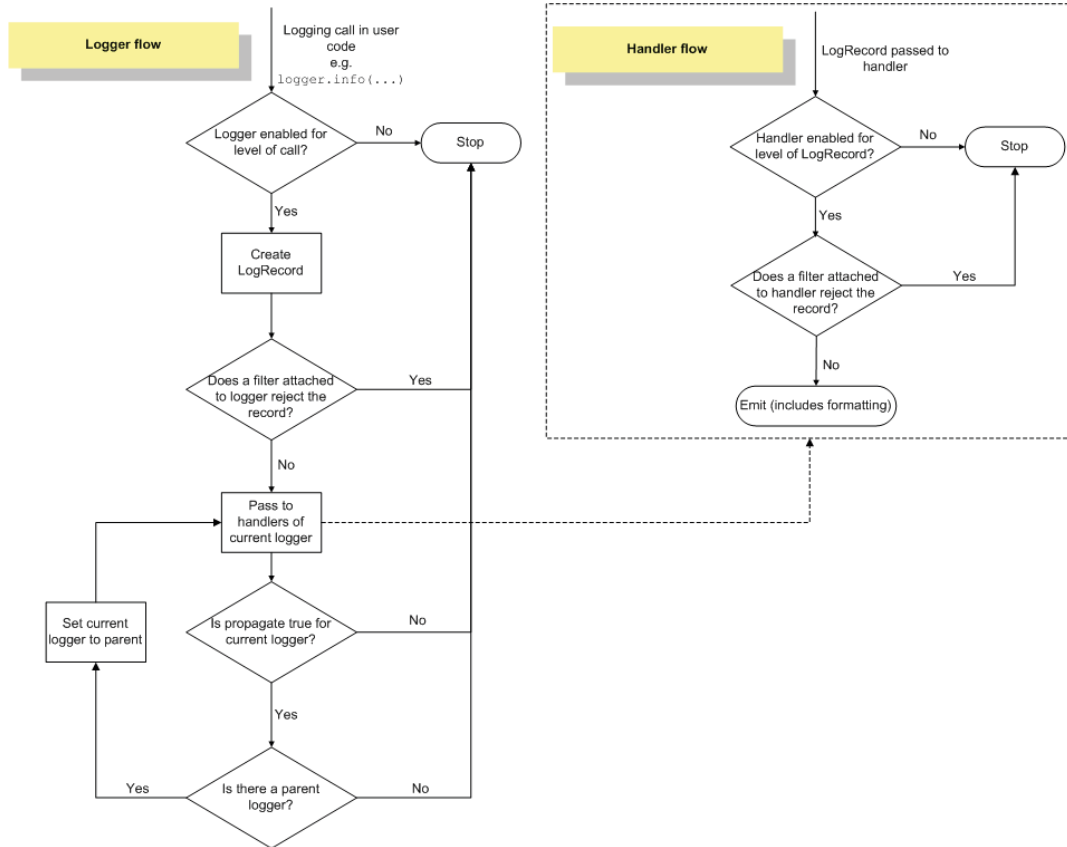 Logger flow
Logging call in user
code
e.g.
logger.info(...)
Logger enabled for
level of call?
No
Stop
Yes
Create
LogRecord
Does a filter attached
to logger reject the
record?
Yes
No
Pass to
handlers of
current logger
Set current
logger to parent
Is propagate true for
current logger?
No
Yes
Is there a parent
logger?
Yes
No
Handler flow
LogRecord passed to
handler
Handler enabled for
level of LogRecord?
No
Stop
Yes
Does a filter attached
to handler reject the
record?
Yes
No
Emit (includes formatting)